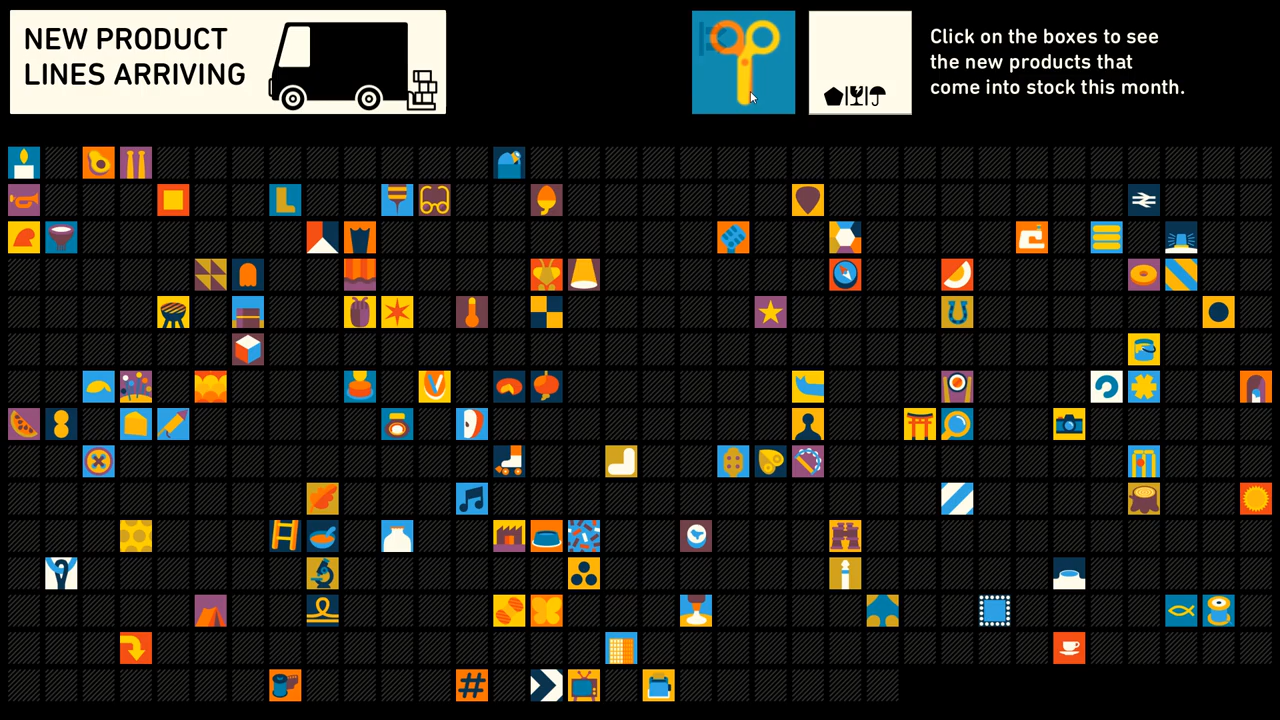 NEW PRODUCT
LINES ARRIVING
Click on the boxes to see
the new products that
come into stock this month.
#